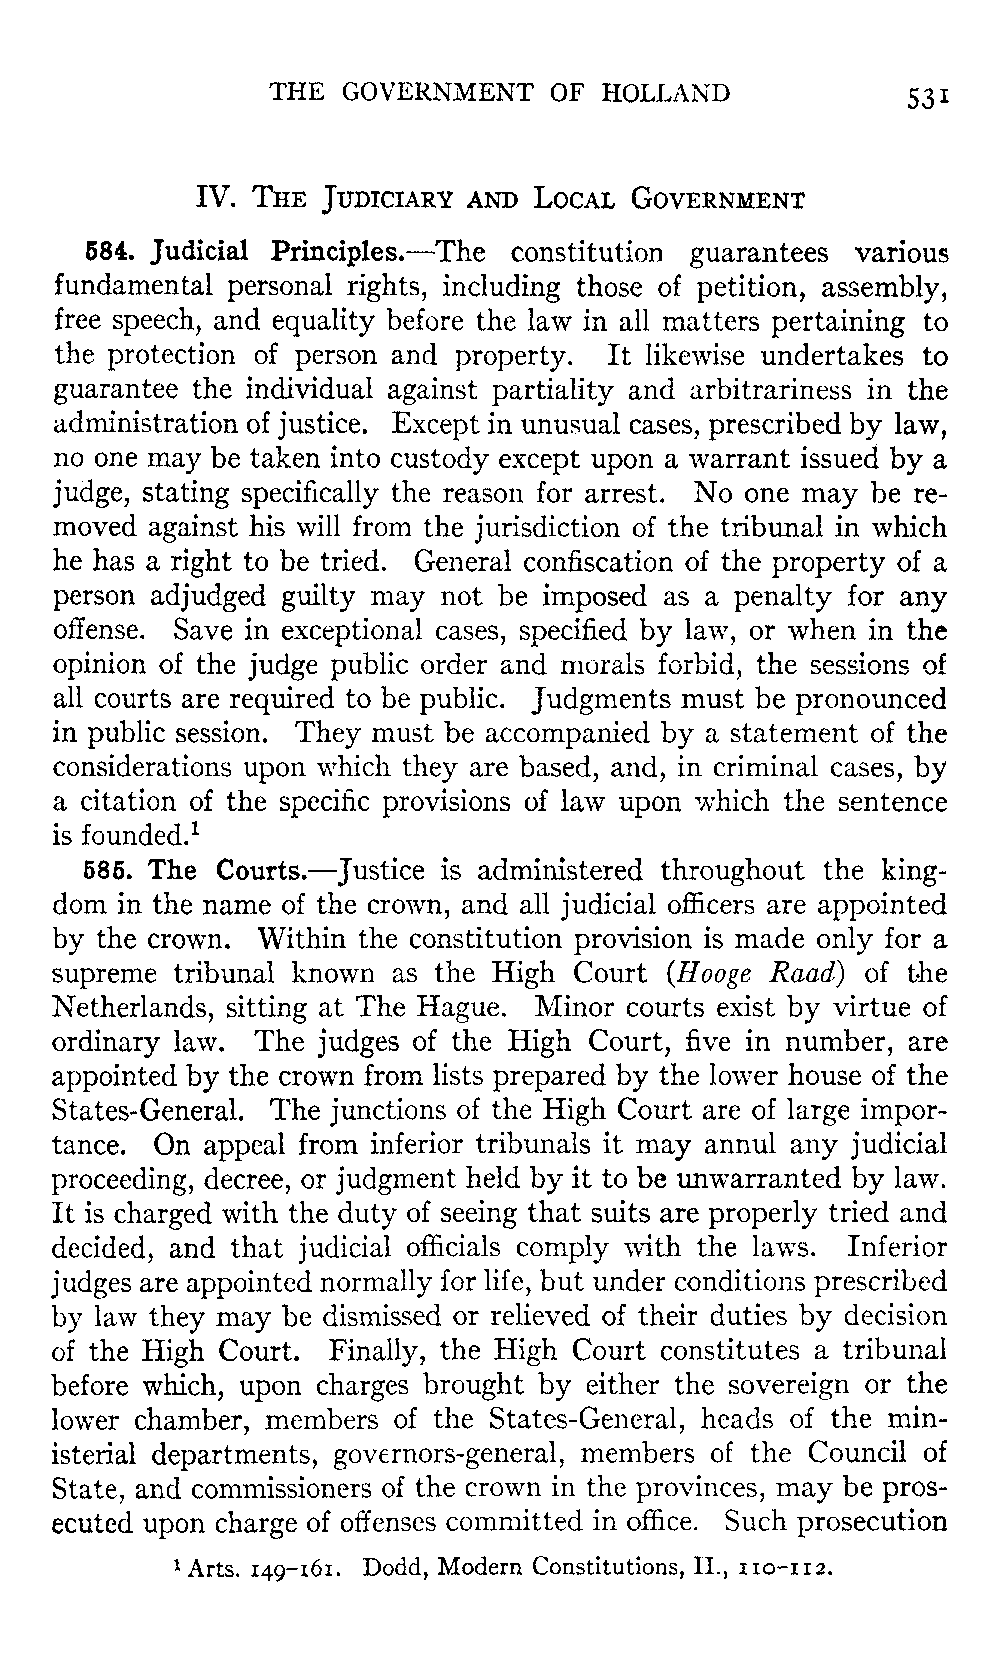 THE GOVERNMENT OF HOLLAND 531
IV. THE JUDICIARY AND LOCAL GOVERNMENT
584. Judicial Principles.—The constitution guarantees various
fundamental personal rights, including those of petition, assembly,
free speech, and equality before the law in all matters pertaining to
the protection of person and property. It likewise undertakes to
guarantee the individual against partiality and arbitrariness in the
administration of justice. Except in unusual cases, prescribed by law,
no one may be taken into custody except upon a warrant issued by a
judge, stating specifically the reason for arrest. No one may be re-
moved against his will from the jurisdiction of the tribunal in which
he has a right to be tried. General confiscation of the property of a
person adjudged guilty may not be imposed as a penalty for any
offense. Save in exceptional cases, specified by law, or when in the
opinion of the judge public order and morals forbid, the sessions of
all courts are required to be public. Judgments must be pronounced
in public session. They must be accompanied by a statement of the
considerations upon which they are based, and, in criminal cases, by
a citation of the specific provisions of law upon which the sentence
is founded.¹
585. The Courts.—Justice is administered throughout the king-
dom in the name of the crown, and all judicial officers are appointed
by the crown. Within the constitution provision is made only for a
supreme tribunal known as the High Court (Hooge Raad) of the
Netherlands, sitting at The Hague. Minor courts exist by virtue of
ordinary law. The judges of the High Court, five in number, are
appointed by the crown from lists prepared by the lower house of the
States-General. The junctions of the High Court are of large impor-
tance. On appeal from inferior tribunals it may annul any judicial
proceeding, decree, or judgment held by it to be unwarranted by law.
It is charged with the duty of seeing that suits are properly tried and
decided, and that judicial officials comply with the laws. Inferior
judges are appointed normally for life, but under conditions prescribed
by law they may be dismissed or relieved of their duties by decision
of the High Court. Finally, the High Court constitutes a tribunal
before which, upon charges brought by either the sovereign or the
lower chamber, members of the States-General, heads of the min-
isterial departments, governors-general, members of the Council of
State, and commissioners of the crown in the provinces, may be pros-
ecuted upon charge of offenses committed in office. Such prosecution
¹ Arts. 149–161. Dodd, Modern Constitutions, II., 110–112.